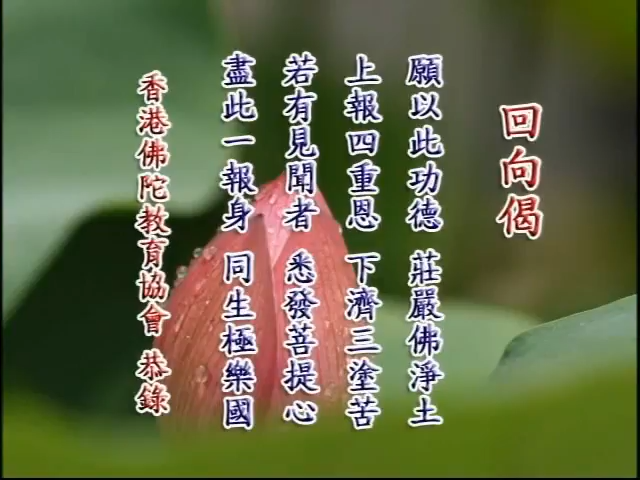 回向偈
願以此功德 莊嚴佛淨土
上報四重恩 下濟三塗苦
若有見聞者 悉發菩提心
盡此一報身 同生極樂國
香港佛陀教育協會 恭錄